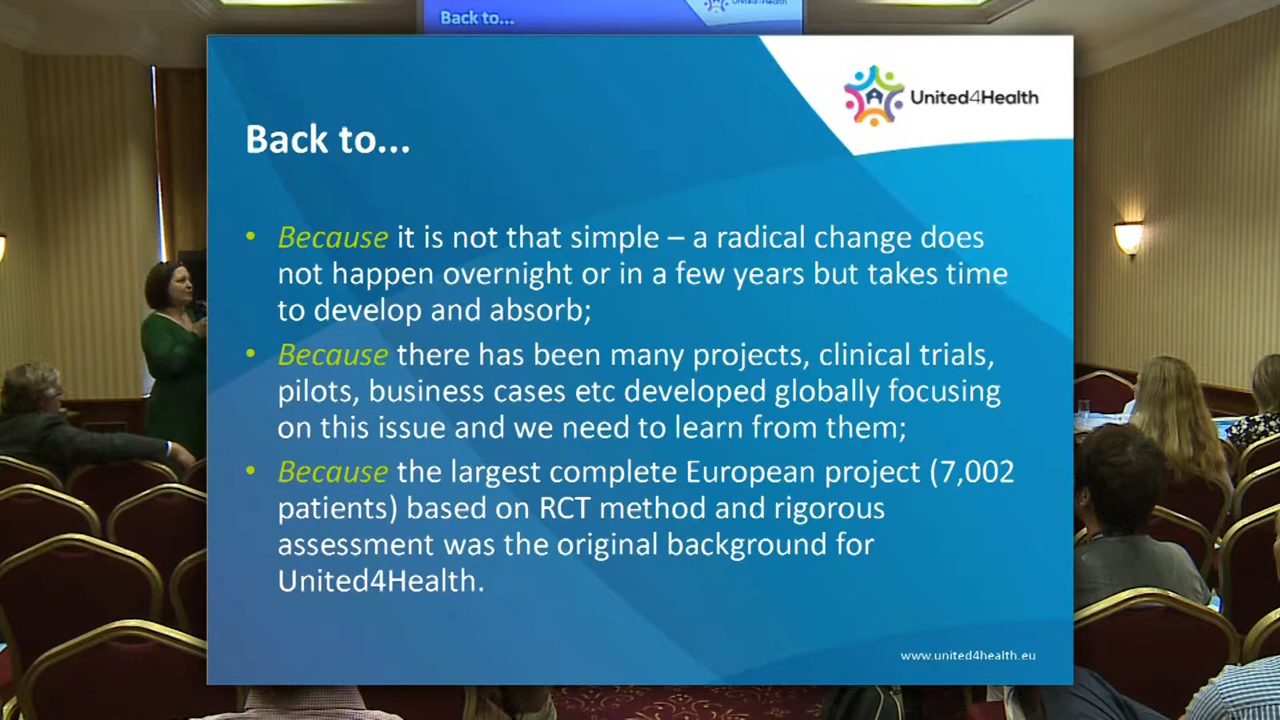 Back to...
United4Health
Back to...
• Because it is not that simple – a radical change does
not happen overnight or in a few years but takes time
to develop and absorb;
• Because there has been many projects, clinical trials,
pilots, business cases etc developed globally focusing
on this issue and we need to learn from them;
• Because the largest complete European project (7,002
patients) based on RCT method and rigorous
assessment was the original background for
United4Health.
www.united4health.eu